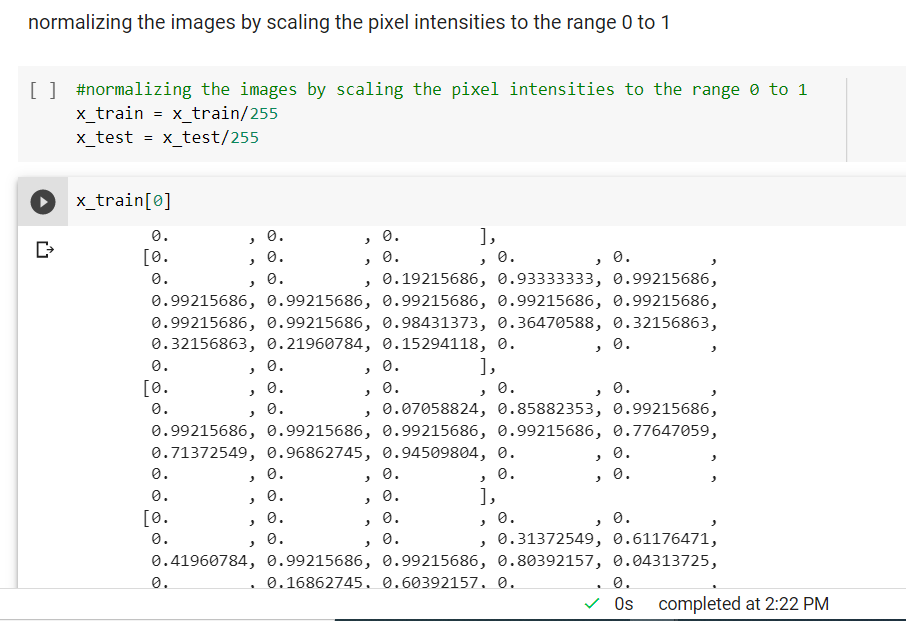 normalizing the images by scaling the pixel intensities to the range 0 to 1
[ ] #normalizing the images by scaling the pixel intensities to the range 0 to 1
x_train = x_train/255
x_test = x_test/255
x_train[0]
0.        , 0.        , 0.        ],
[0.        , 0.        , 0.        , 0.        , 0.        ,
0.        , 0.        , 0.19215686, 0.93333333, 0.99215686,
0.99215686, 0.99215686, 0.99215686, 0.99215686, 0.99215686,
0.99215686, 0.99215686, 0.98431373, 0.36470588, 0.32156863,
0.32156863, 0.21960784, 0.15294118, 0.        , 0.        ,
0.        , 0.        , 0.        ],
[0.        , 0.        , 0.        , 0.        , 0.        ,
0.        , 0.        , 0.07058824, 0.85882353, 0.99215686,
0.99215686, 0.99215686, 0.99215686, 0.99215686, 0.77647059,
0.71372549, 0.96862745, 0.94509804, 0.        , 0.        ,
0.        , 0.        , 0.        , 0.        , 0.        ,
0.        , 0.        , 0.        ],
[0.        , 0.        , 0.        , 0.        , 0.        ,
0.        , 0.        , 0.        , 0.31372549, 0.61176471,
0.41960784, 0.99215686, 0.99215686, 0.80392157, 0.04313725,
0.        , 0.16862745, 0.60392157, 0.        , 0.        ,
0s completed at 2:22 PM